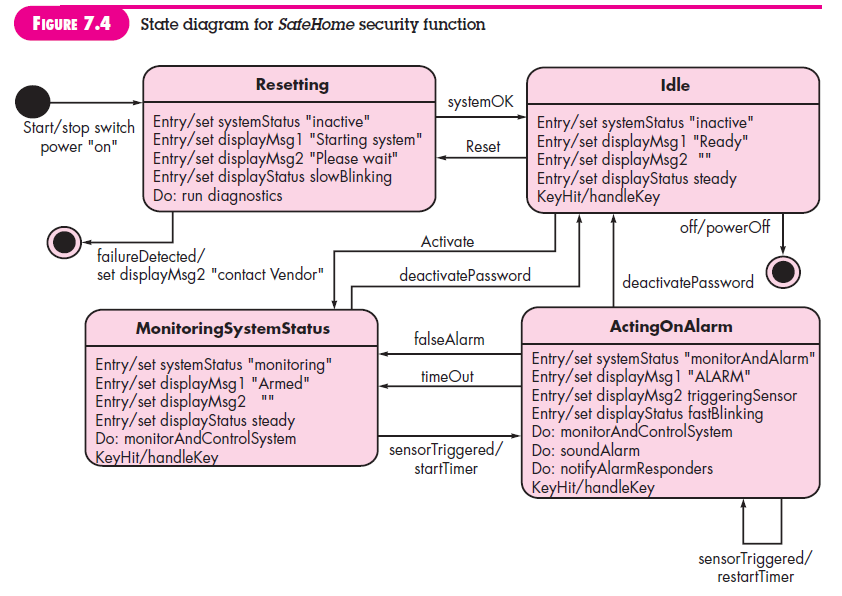 FIGURE 7.4 State diagram for SafeHome security function
Resetting
Entry/set systemStatus "inactive"
Entry/set displayMsg1 "Starting system"
Entry/set displayMsg2 "Please wait"
Entry/set displayStatus slowBlinking
Do: run diagnostics
Start/stop switch
power "on"
systemOK
Reset
Idle
Entry/set systemStatus "inactive"
Entry/set displayMsg1 "Ready"
Entry/set displayMsg2 ""
Entry/set displayStatus steady
KeyHit/handleKey
failureDetected/
set displayMsg2 "contact Vendor"
Activate
deactivatePassword
off/powerOff
deactivatePassword
MonitoringSystemStatus
Entry/set systemStatus "monitoring"
Entry/set displayMsg1 "Armed"
Entry/set displayMsg2 ""
Entry/set displayStatus steady
Do: monitorAndControlSystem
KeyHit/handleKey
falseAlarm
timeOut
sensorTriggered/
startTimer
ActingOnAlarm
Entry/set systemStatus "monitorAndAlarm"
Entry/set displayMsg1 "ALARM"
Entry/set displayMsg2 triggeringSensor
Entry/set displayStatus fastBlinking
Do: monitorAndControlSystem
Do: soundAlarm
Do: notifyAlarmResponders
KeyHit/handleKey
sensorTriggered/
restartTimer